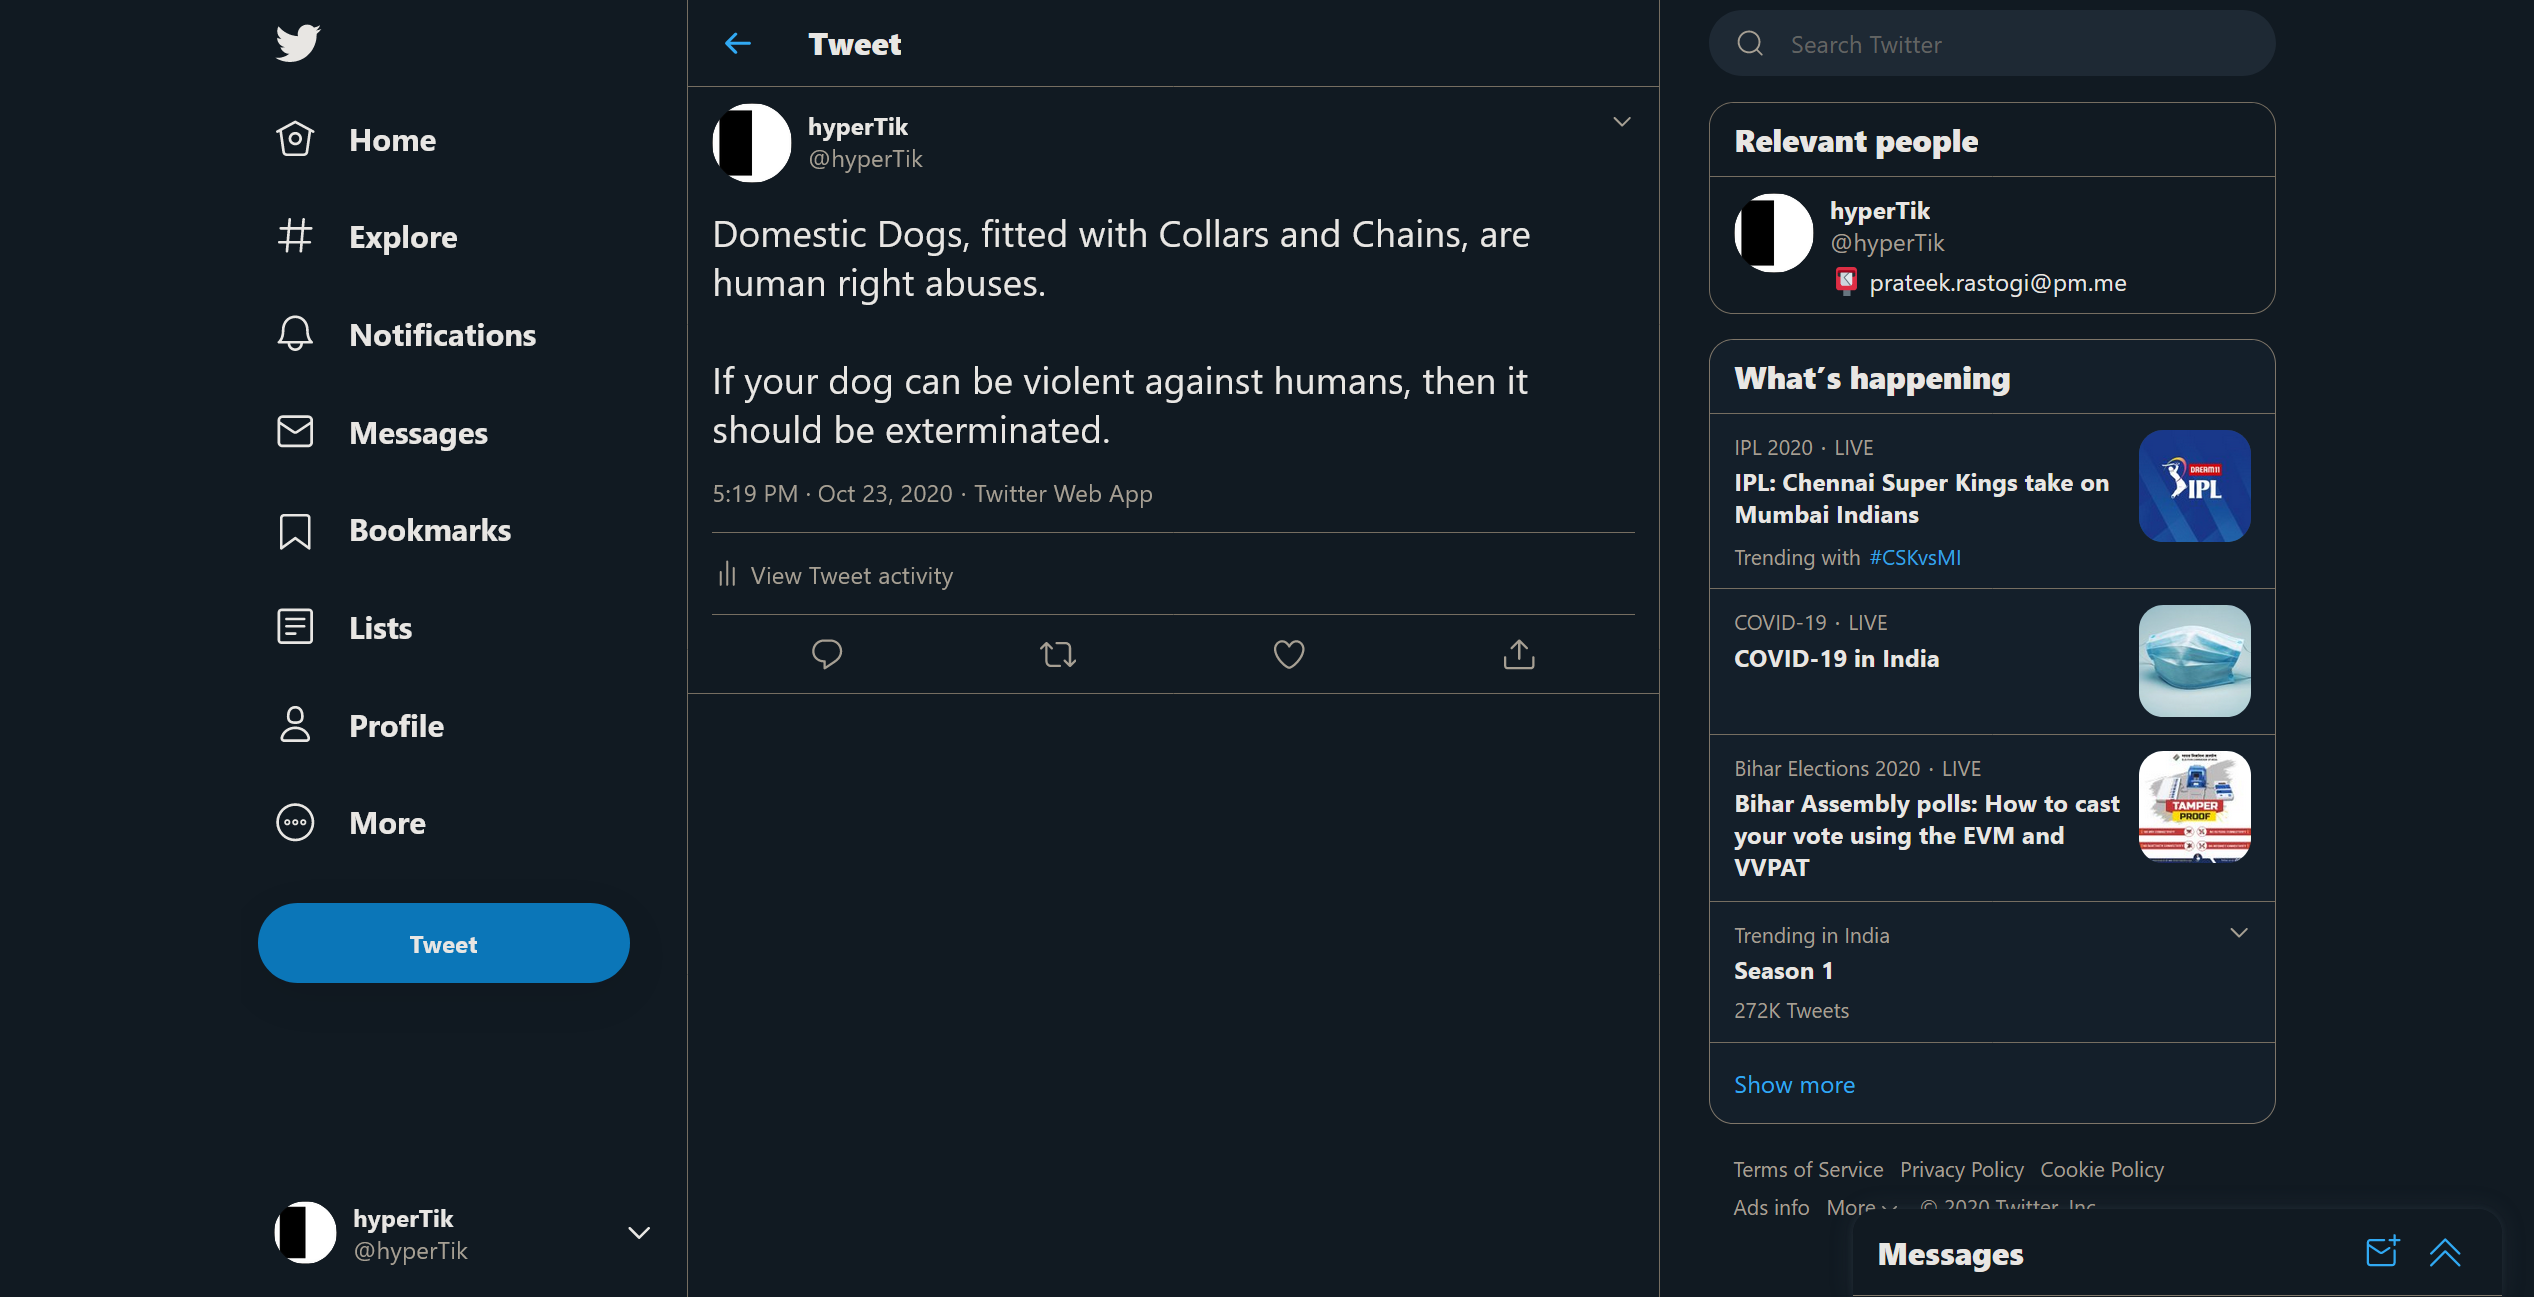 Home
Explore
Notifications
Messages
Bookmarks
Lists
Profile
More
Tweet
hyperTik
@hyperTik
Tweet
hyperTik
@hyperTik
Domestic Dogs, fitted with Collars and Chains, are
human right abuses.
If your dog can be violent against humans, then it
should be exterminated.
5:19 PM · Oct 23, 2020 · Twitter Web App
View Tweet activity
Search Twitter
Relevant people
hyperTik
@hyperTik
prateek.rastogi@pm.me
What's happening
IPL 2020 · LIVE
IPL: Chennai Super Kings take on
Mumbai Indians
Trending with #CSKvsMI
DREAM11
IPL
COVID-19 · LIVE
COVID-19 in India
Bihar Elections 2020 · LIVE
Bihar Assembly polls: How to cast
your vote using the EVM and
VVPAT
TAMPER
PROOF
Trending in India
Season 1
272K Tweets
Show more
Terms of Service Privacy Policy Cookie Policy
Ads info More © 2020 Twitter, Inc.
Messages